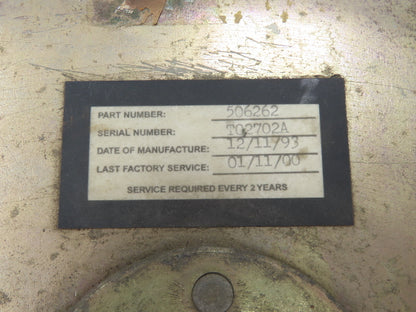 PART NUMBER: 506262
SERIAL NUMBER: T02702A
DATE OF MANUFACTURE: 12/11/93
LAST FACTORY SERVICE: 01/11/00
SERVICE REQUIRED EVERY 2 YEARS